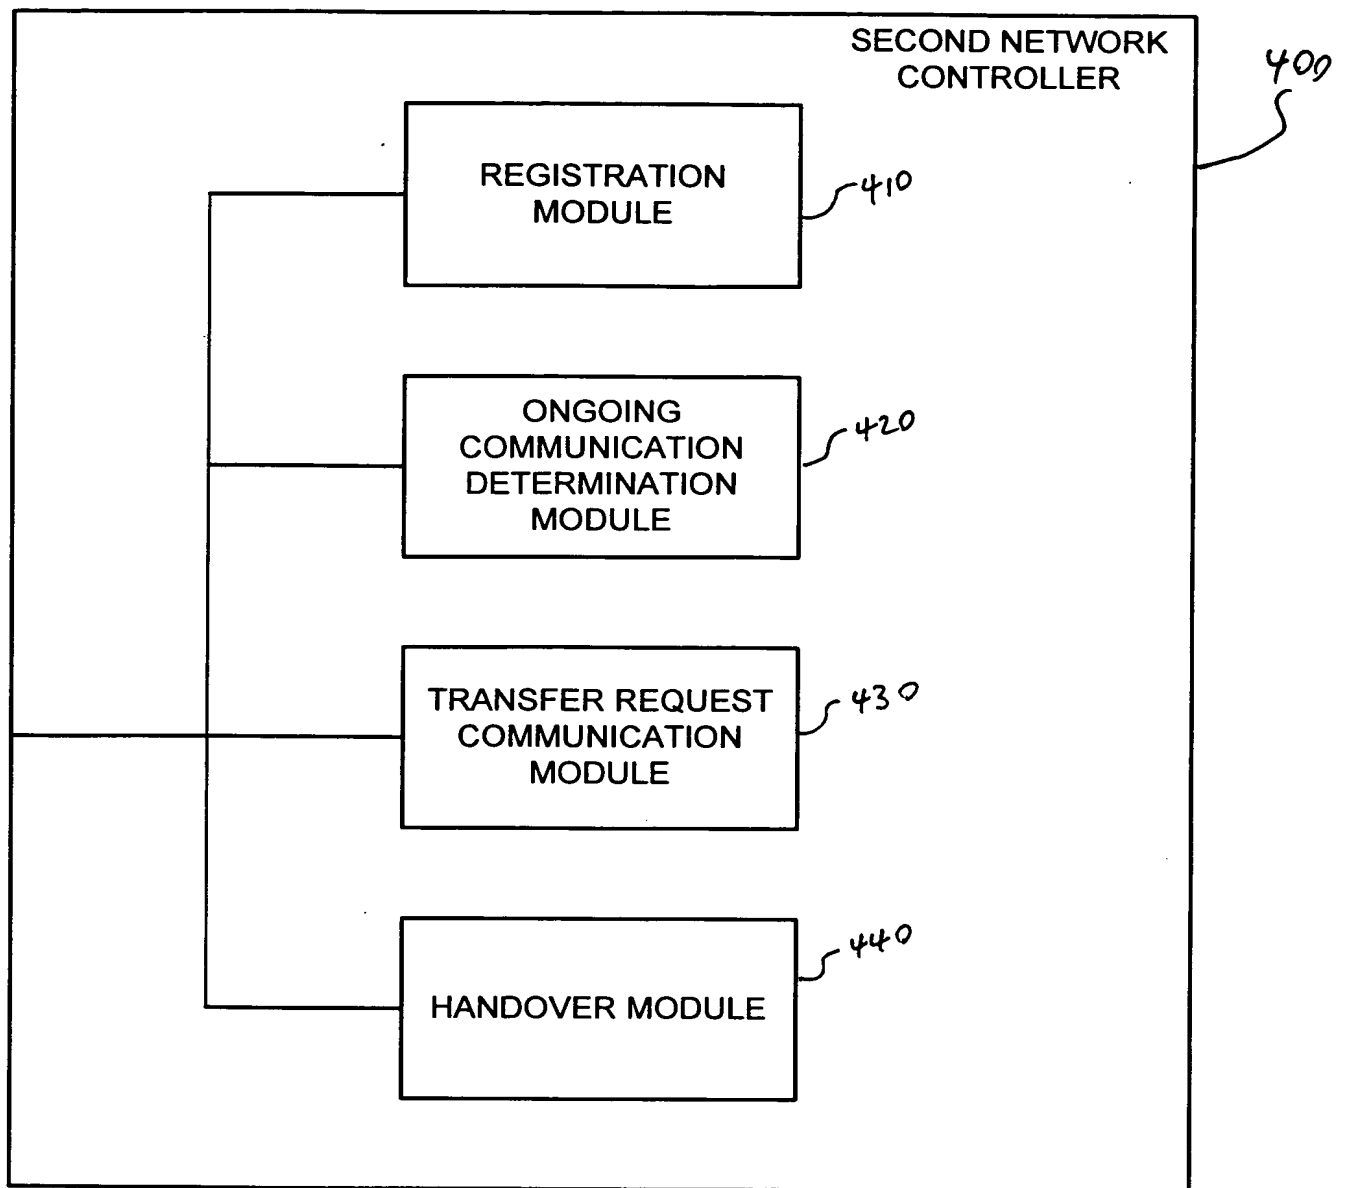 SECOND NETWORK
CONTROLLER
400
REGISTRATION
MODULE
410
ONGOING
COMMUNICATION
DETERMINATION
MODULE
420
TRANSFER REQUEST
COMMUNICATION
MODULE
430
HANDOVER MODULE
440